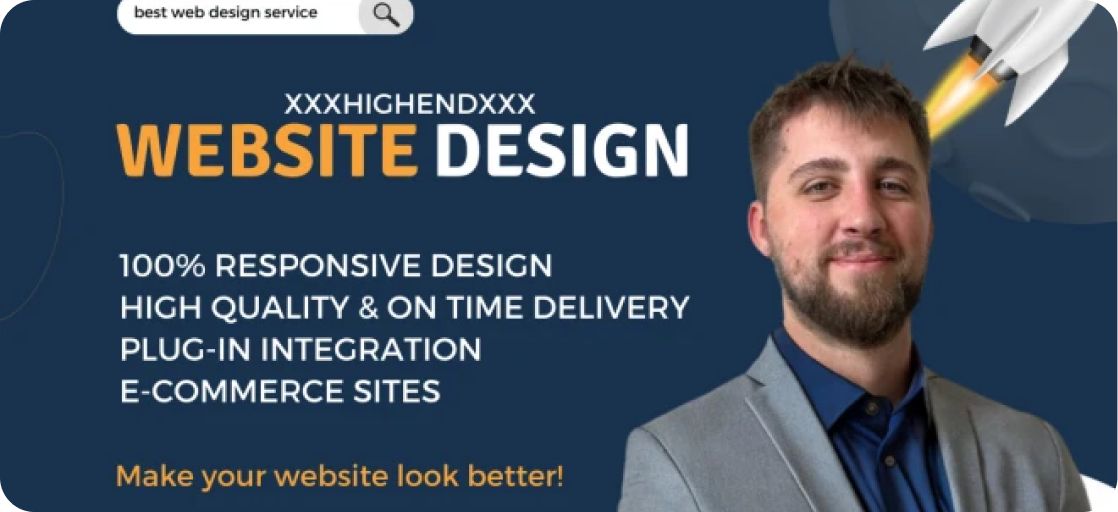 best web design service
XXXHIGHENDXXX
WEBSITE DESIGN
100% RESPONSIVE DESIGN
HIGH QUALITY & ON TIME DELIVERY
PLUG-IN INTEGRATION
E-COMMERCE SITES
Make your website look better!